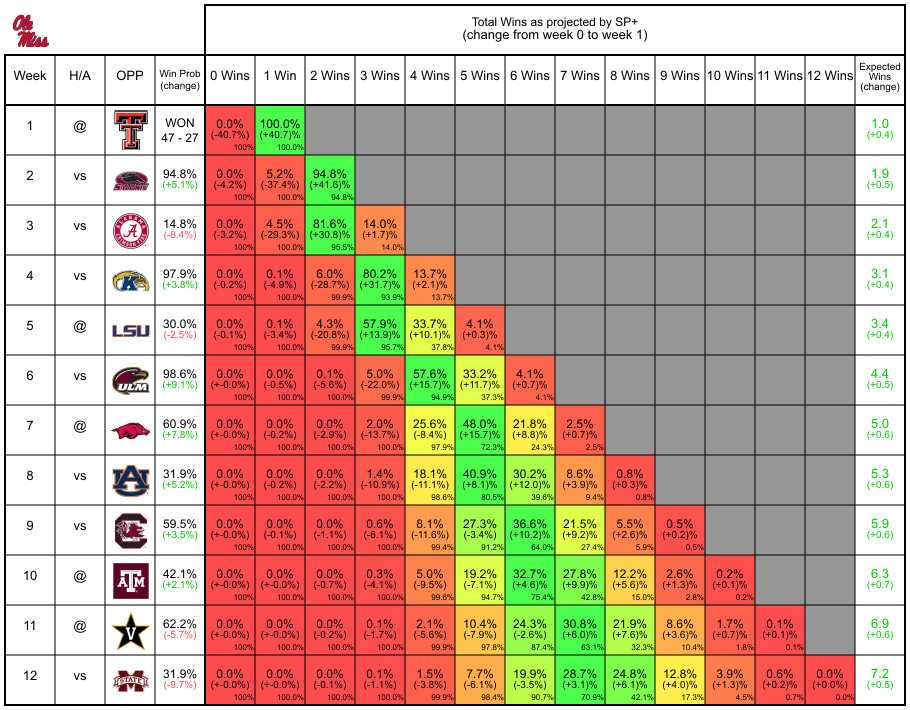 Ole
Miss
Total Wins as projected by SP+
(change from week 0 to week 1)
Week H/A OPP Win Prob (change) 0 Wins 1 Win 2 Wins 3 Wins 4 Wins 5 Wins 6 Wins 7 Wins 8 Wins 9 Wins 10 Wins 11 Wins 12 Wins Expected Wins (change)
1 @ T WON 0.0% 100.0% 1.0
47 - 27 (-40.7%) (+40.7)% (+0.4)
100% 100.0%
2 vs 94.8% 0.0% 5.2% 94.8% 1.9
(+5.1%) (-4.2%) (-37.4%) (+41.6)% (+0.5)
100% 100.0% 94.8%
3 vs A 14.8% 0.0% 4.5% 81.6% 14.0% 2.1
(-8.4%) (-3.2%) (-29.3%) (+30.8)% (+1.7)% (+0.4)
100% 100.0% 95.5% 14.0%
4 vs K 97.9% 0.0% 0.1% 6.0% 80.2% 13.7% 3.1
(+3.8%) (-0.2%) (-4.9%) (-28.7%) (+31.7)% (+2.1)% (+0.4)
100% 100.0% 99.9% 93.9% 13.7%
5 @ LSU 30.0% 0.0% 0.1% 4.3% 57.9% 33.7% 4.1% 3.4
(-2.5%) (-0.1%) (-3.4%) (-20.8%) (+13.9)% (+10.1)% (+0.3)% (+0.4)
100% 100.0% 99.9% 95.7% 37.8% 4.1%
6 vs ULM 98.6% 0.0% 0.0% 0.1% 5.0% 57.6% 33.2% 4.1% 4.4
(+9.1%) (+-0.0%) (-0.5%) (-5.6%) (-22.0%) (+15.7)% (+11.7)% (+0.7)% (+0.5)
100% 100.0% 100.0% 99.9% 94.9% 37.3% 4.1%
7 @ 60.9% 0.0% 0.0% 0.0% 2.0% 25.6% 48.0% 21.8% 2.5% 5.0
(+7.8%) (+-0.0%) (-0.2%) (-2.9%) (-13.7%) (-8.4%) (+15.7)% (+8.8)% (+0.7)% (+0.6)
100% 100.0% 100.0% 100.0% 97.9% 72.3% 24.3% 2.5%
8 vs AU 31.9% 0.0% 0.0% 0.0% 1.4% 18.1% 40.9% 30.2% 8.6% 0.8% 5.3
(+5.2%) (+-0.0%) (-0.2%) (-2.2%) (-10.9%) (-11.1%) (+8.1)% (+12.0)% (+3.9)% (+0.3)% (+0.6)
100% 100.0% 100.0% 100.0% 98.6% 80.5% 39.6% 9.4% 0.8%
9 vs C 59.5% 0.0% 0.0% 0.0% 0.6% 8.1% 27.3% 36.6% 21.5% 5.5% 0.5% 5.9
(+3.5%) (+-0.0%) (-0.1%) (-1.1%) (-6.1%) (-11.6%) (-3.4%) (+10.2)% (+9.2)% (+2.6)% (+0.2)% (+0.6)
100% 100.0% 100.0% 100.0% 99.4% 91.2% 64.0% 27.4% 5.9% 0.5%
10 @ ATM 42.1% 0.0% 0.0% 0.0% 0.3% 5.0% 19.2% 32.7% 27.8% 12.2% 2.6% 0.2% 6.3
(+2.1%) (+-0.0%) (+-0.0%) (-0.7%) (-4.1%) (-9.5%) (-7.1%) (+4.6)% (+9.9)% (+5.6)% (+1.3)% (+0.1)% (+0.7)
100% 100.0% 100.0% 100.0% 99.6% 94.7% 75.4% 42.8% 15.0% 2.8% 0.2%
11 @ V 62.2% 0.0% 0.0% 0.0% 0.1% 2.1% 10.4% 24.3% 30.8% 21.9% 8.6% 1.7% 0.1% 6.9
(-5.7%) (+-0.0%) (+-0.0%) (-0.2%) (-1.7%) (-5.6%) (-7.9%) (-2.6%) (+6.0)% (+7.6)% (+3.6)% (+0.7)% (+0.1)% (+0.6)
100% 100.0% 100.0% 100.0% 99.9% 97.8% 87.4% 63.1% 32.3% 10.4% 1.8% 0.1%
12 vs STATE 31.9% 0.0% 0.0% 0.0% 0.1% 1.5% 7.7% 19.9% 28.7% 24.8% 12.8% 3.9% 0.6% 0.0% 7.2
(-9.7%) (+-0.0%) (+-0.0%) (-0.1%) (-1.1%) (-3.8%) (-6.1%) (-3.5%) (+3.1)% (+6.1)% (+4.0)% (+1.3)% (+0.2)% (+0.0)% (+0.5)
100% 100.0% 100.0% 100.0% 99.9% 98.4% 90.7% 70.9% 42.1% 17.3% 4.5% 0.7% 0.0%